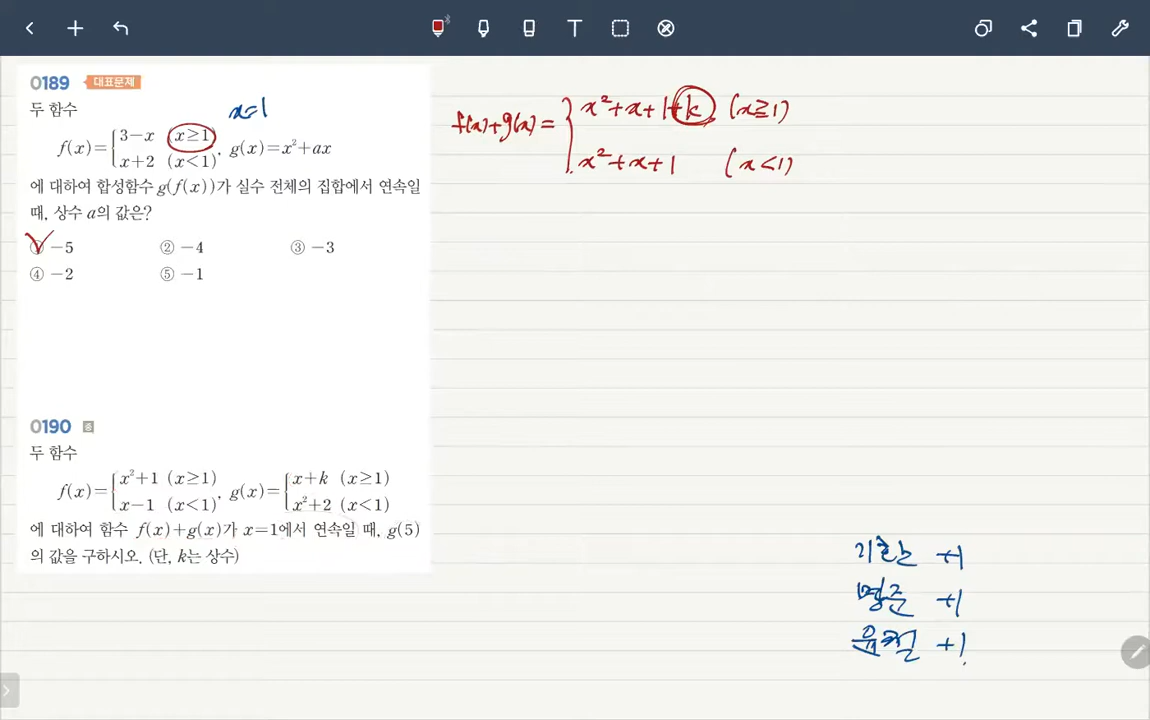 0189 대표문제
두 함수
x=1
f(x)={3-x (x≥1)
x+2 (x<1), g(x)=x²+ax
에 대하여 합성함수 g(f(x))가 실수 전체의 집합에서 연속일
때, 상수 a의 값은?
① -5 ② -4 ③ -3
④ -2 ⑤ -1
0190 중
두 함수
f(x)={x²+1 (x≥1)
x-1 (x<1), g(x)={x+k (x≥1)
x²+2 (x<1)
에 대하여 함수 f(x)+g(x)가 x=1에서 연속일 때, g(5)
의 값을 구하시오. (단, k는 상수)
f(x)+g(x)={x²+x+1+k (x≥1)
x²+x+1 (x<1)
+1
명준 +1
+1